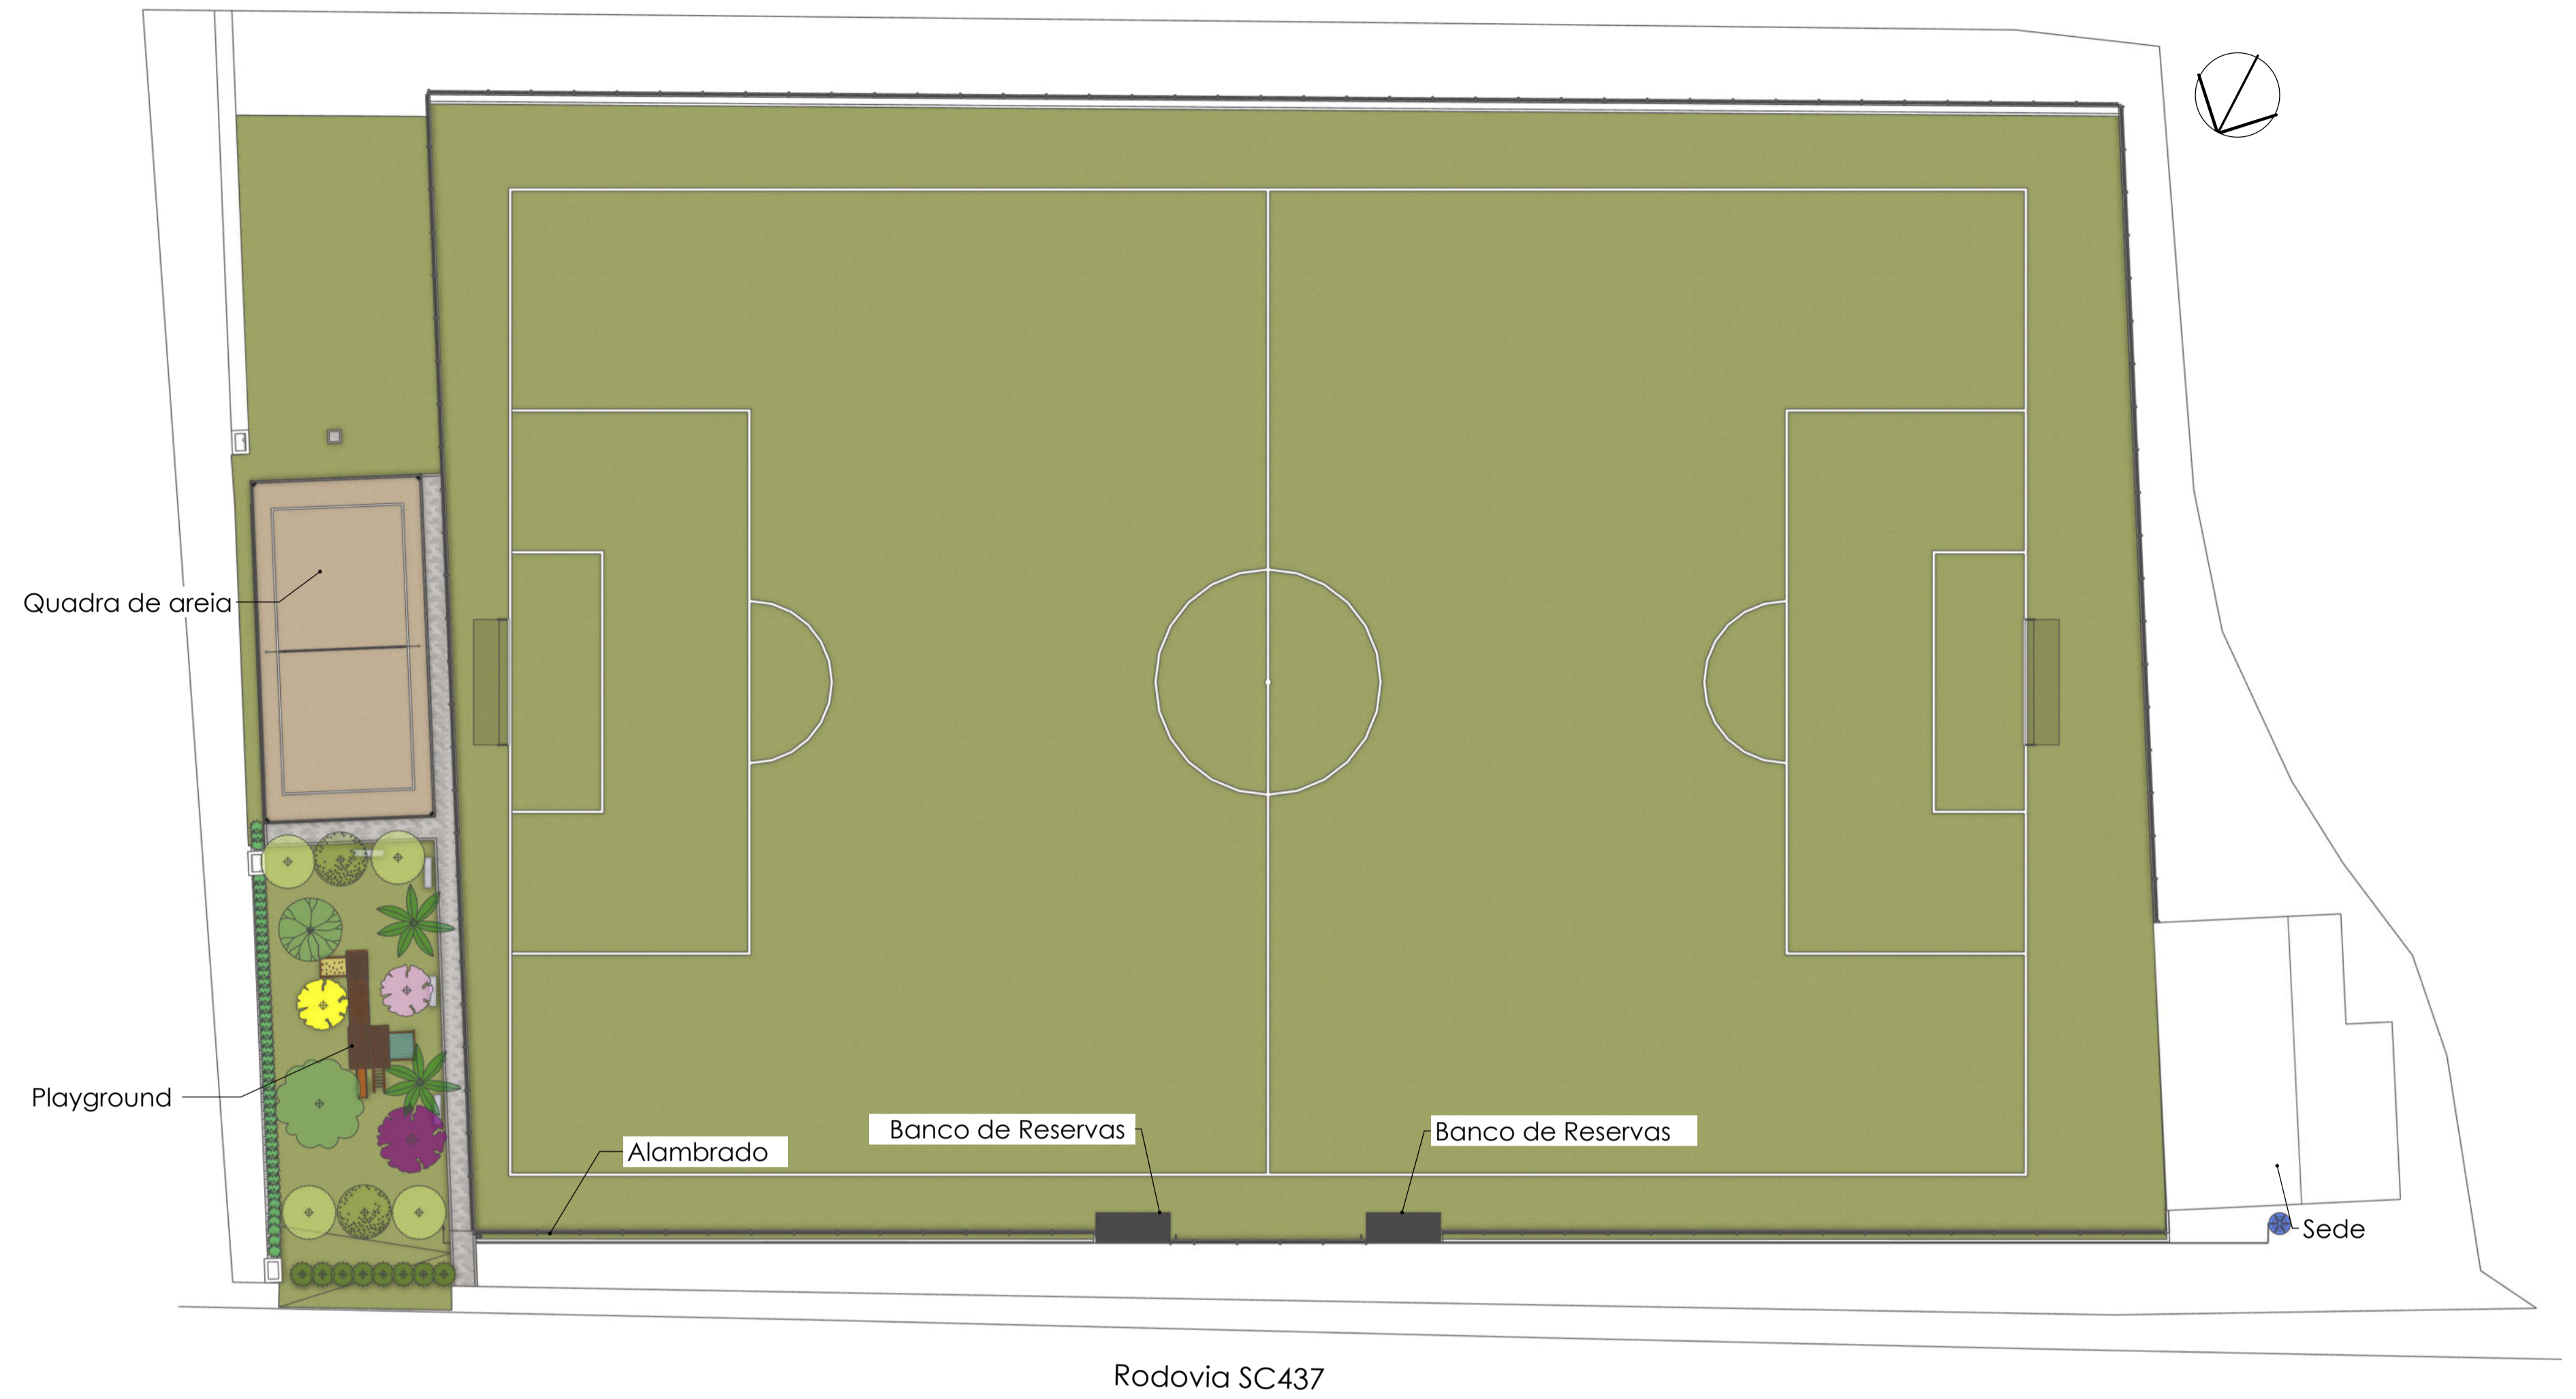 Quadra de areia
Playground
Alambrado
Banco de Reservas
Banco de Reservas
Sede
Rodovia SC437